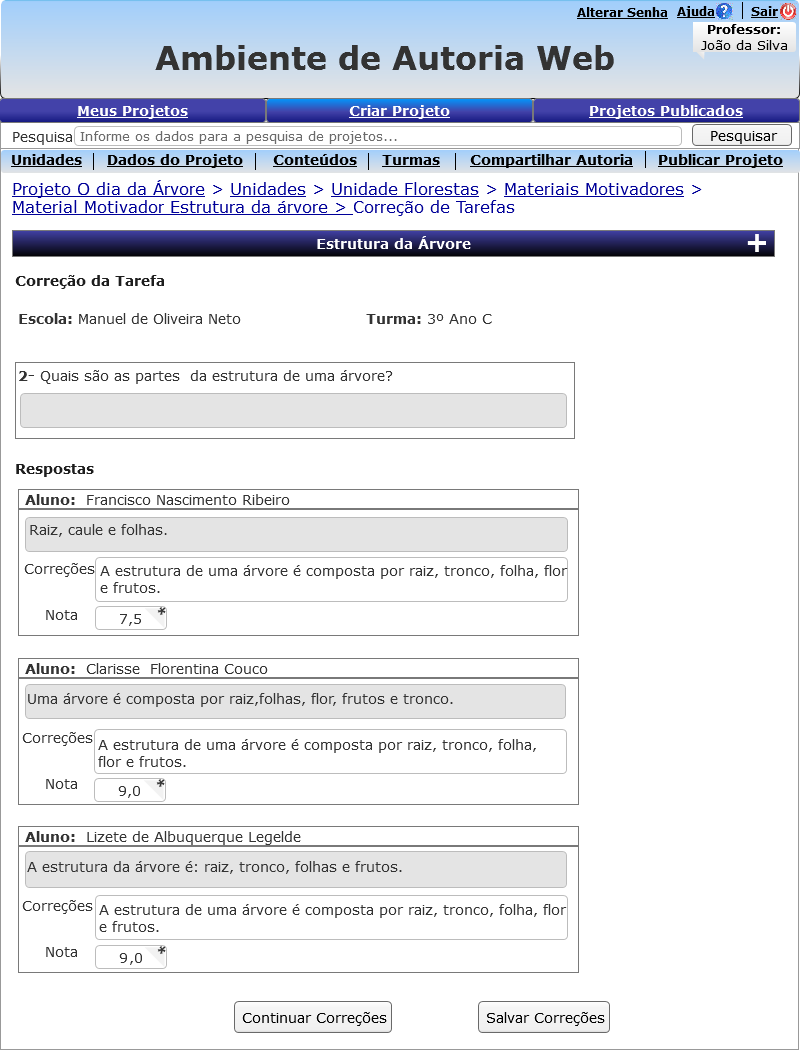 Alterar Senha Ajuda? Sair
Professor:
João da Silva
Ambiente de Autoria Web
Meus Projetos Criar Projeto Projetos Publicados
Pesquisa Informe os dados para a pesquisa de projetos... Pesquisar
Unidades | Dados do Projeto | Conteúdos | Turmas | Compartilhar Autoria | Publicar Projeto
Projeto O dia da Árvore > Unidades > Unidade Florestas > Materiais Motivadores >
Material Motivador Estrutura da árvore > Correção de Tarefas
Estrutura da Árvore +
Correção da Tarefa
Escola: Manuel de Oliveira Neto Turma: 3º Ano C
2- Quais são as partes  da estrutura de uma árvore?
Respostas
Aluno: Francisco Nascimento Ribeiro
Raiz, caule e folhas.
Correções A estrutura de uma árvore é composta por raiz, tronco, folha, flor
e frutos.
Nota 7,5 *
Aluno: Clarisse  Florentina Couco
Uma árvore é composta por raiz,folhas, flor, frutos e tronco.
Correções A estrutura de uma árvore é composta por raiz, tronco, folha,
flor e frutos.
Nota 9,0 *
Aluno: Lizete de Albuquerque Legelde
A estrutura da árvore é: raiz, tronco, folhas e frutos.
Correções A estrutura de uma árvore é composta por raiz, tronco, folha, flor
e frutos.
Nota 9,0 *
Continuar Correções Salvar Correções